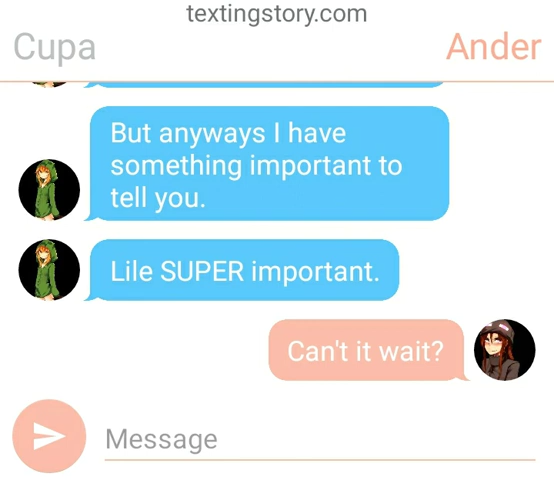 textingstory.com
Cupa
Ander
But anyways I have
something important to
tell you.
Lile SUPER important.
Can't it wait?
Message